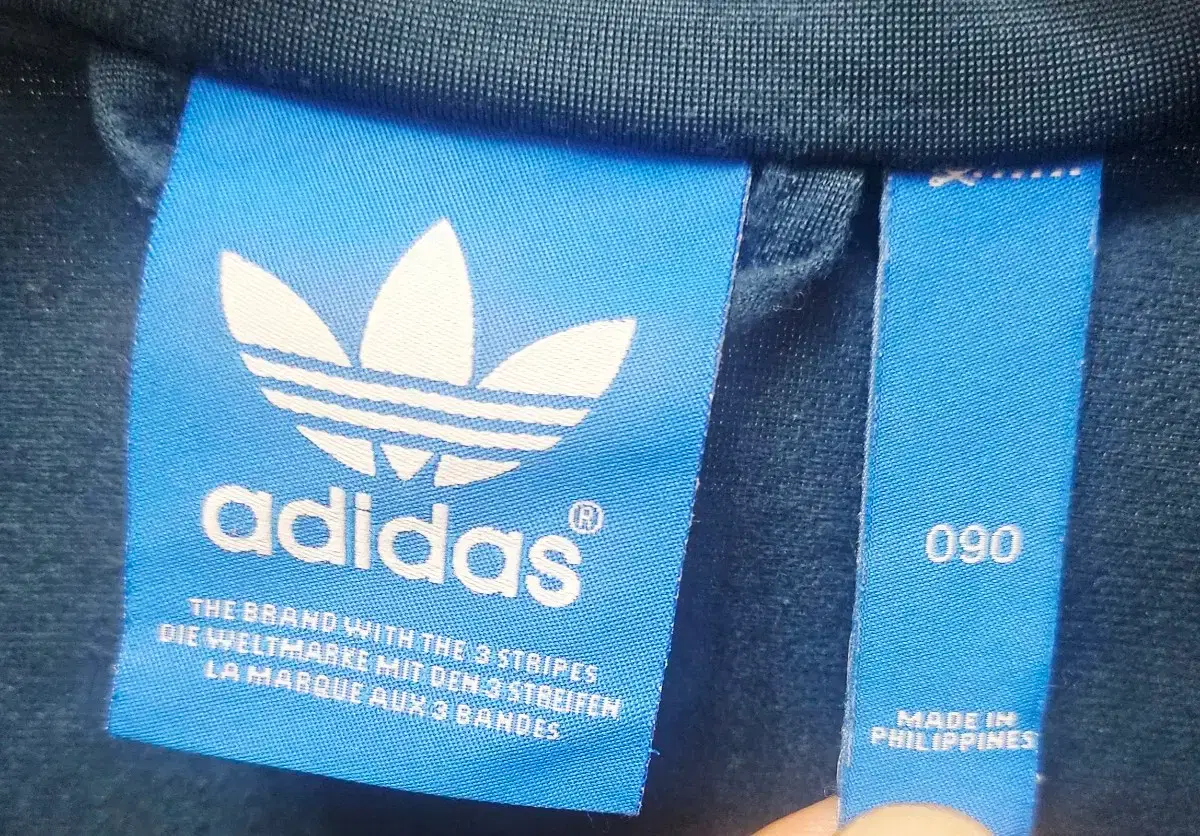 adidas®
THE BRAND WITH THE 3 STRIPES
DIE WELTMARKE MIT DEN 3 STREIFEN
LA MARQUE AUX 3 BANDES
090
MADE IN
PHILIPPINES